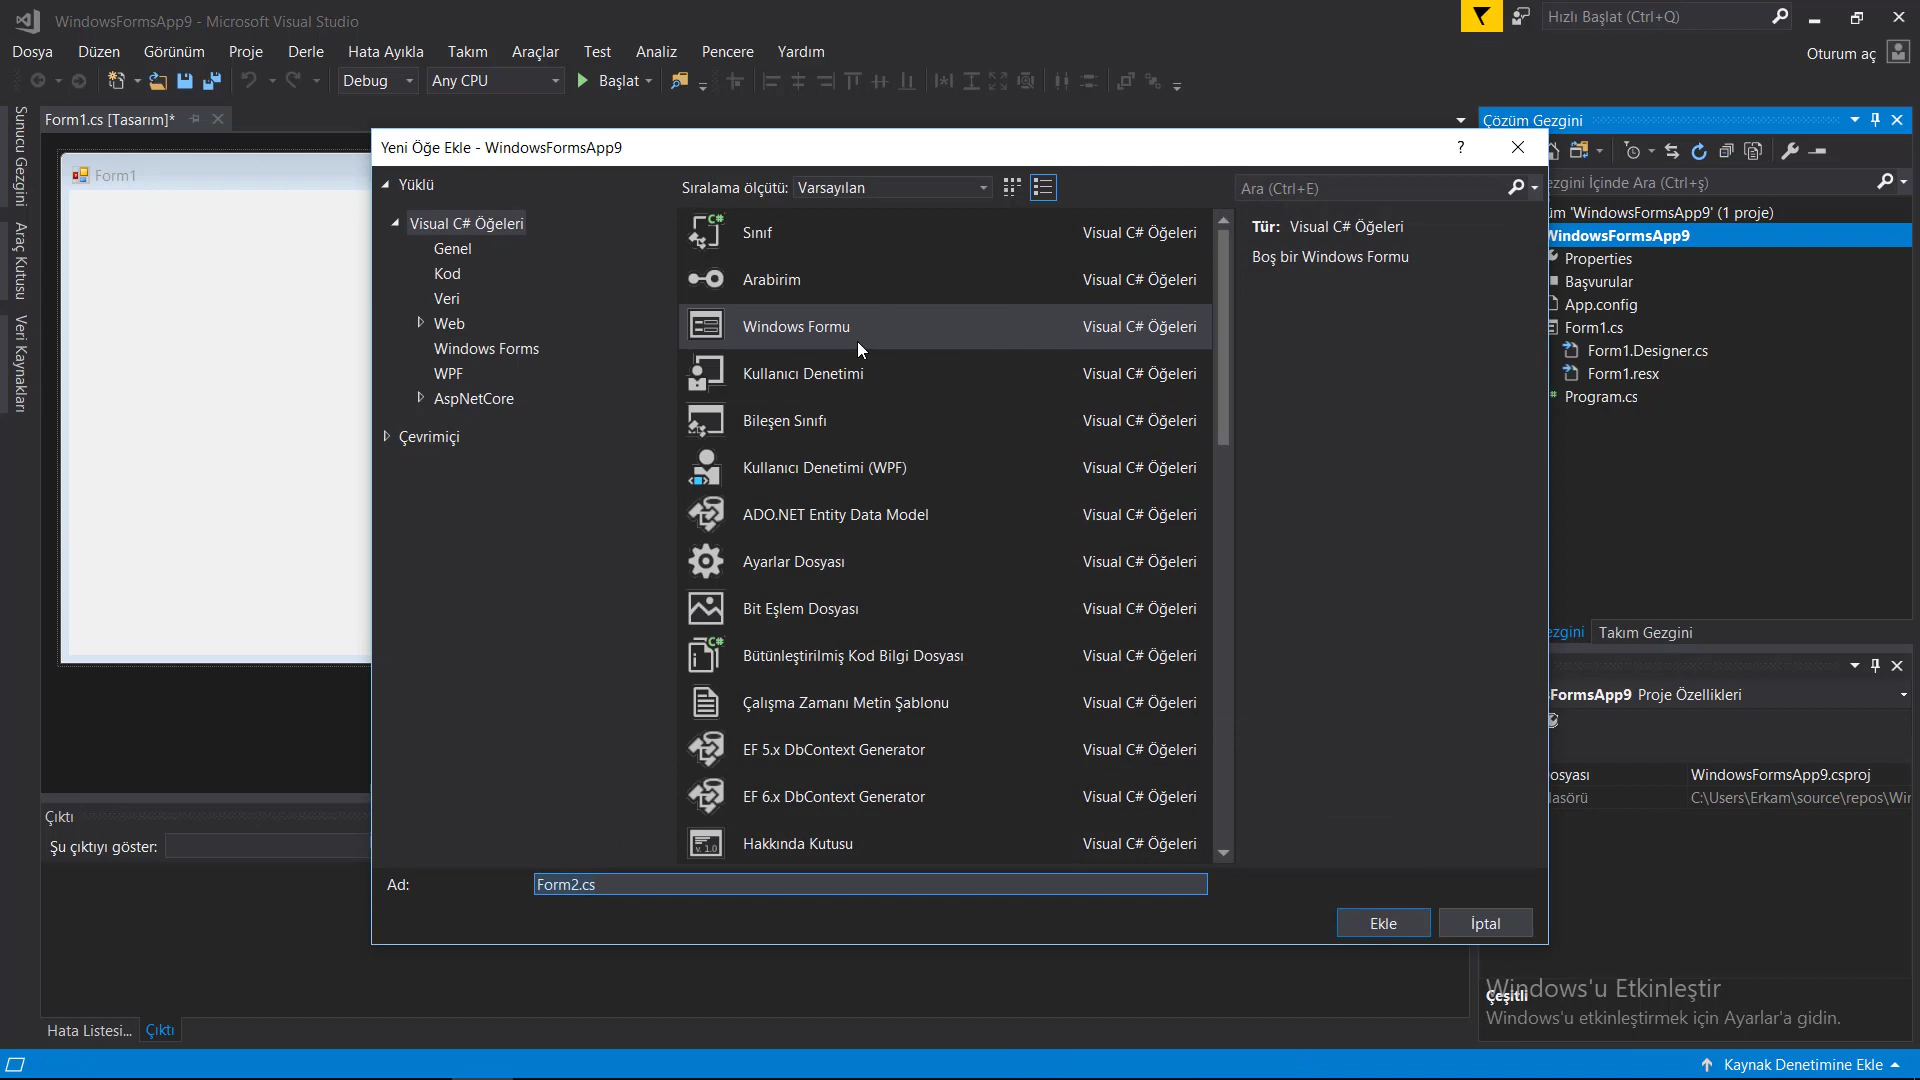 WindowsFormsApp9 - Microsoft Visual Studio
Hızlı Başlat (Ctrl+Q)
Dosya Düzen Görünüm Proje Derle Hata Ayıkla Takım Araçlar Test Analiz Pencere Yardım
Oturum aç
Debug Any CPU Başlat
Sunucu Gezgini
Araç Kutusu
Veri Kaynakları
Form1.cs [Tasarım]*
Form1
Yeni Öğe Ekle - WindowsFormsApp9
?
Yüklü
Visual C# Öğeleri
Genel
Kod
Veri
Web
Windows Forms
WPF
AspNetCore
Çevrimiçi
Sıralama ölçütü: Varsayılan
Ara (Ctrl+E)
Sınıf Visual C# Öğeleri
Arabirim Visual C# Öğeleri
Windows Formu Visual C# Öğeleri
Kullanıcı Denetimi Visual C# Öğeleri
Bileşen Sınıfı Visual C# Öğeleri
Kullanıcı Denetimi (WPF) Visual C# Öğeleri
ADO.NET Entity Data Model Visual C# Öğeleri
Ayarlar Dosyası Visual C# Öğeleri
Bit Eşlem Dosyası Visual C# Öğeleri
Bütünleştirilmiş Kod Bilgi Dosyası Visual C# Öğeleri
Çalışma Zamanı Metin Şablonu Visual C# Öğeleri
EF 5.x DbContext Generator Visual C# Öğeleri
EF 6.x DbContext Generator Visual C# Öğeleri
Hakkında Kutusu Visual C# Öğeleri
Tür: Visual C# Öğeleri
Boş bir Windows Formu
Ad: Form2.cs
Ekle İptal
Çözüm Gezgini
ezgini İçinde Ara (Ctrl+ş)
üm 'WindowsFormsApp9' (1 proje)
WindowsFormsApp9
Properties
Başvurular
App.config
Form1.cs
Form1.Designer.cs
Form1.resx
Program.cs
ezgini Takım Gezgini
sFormsApp9 Proje Özellikleri
osyası WindowsFormsApp9.csproj
lasörü C:\Users\Erkam\source\repos\Wir
Çeşitli
Windows'u Etkinleştir
Windows'u etkinleştirmek için Ayarlar'a gidin.
Çıktı
Şu çıktıyı göster:
Hata Listesi... Çıktı
Kaynak Denetimine Ekle